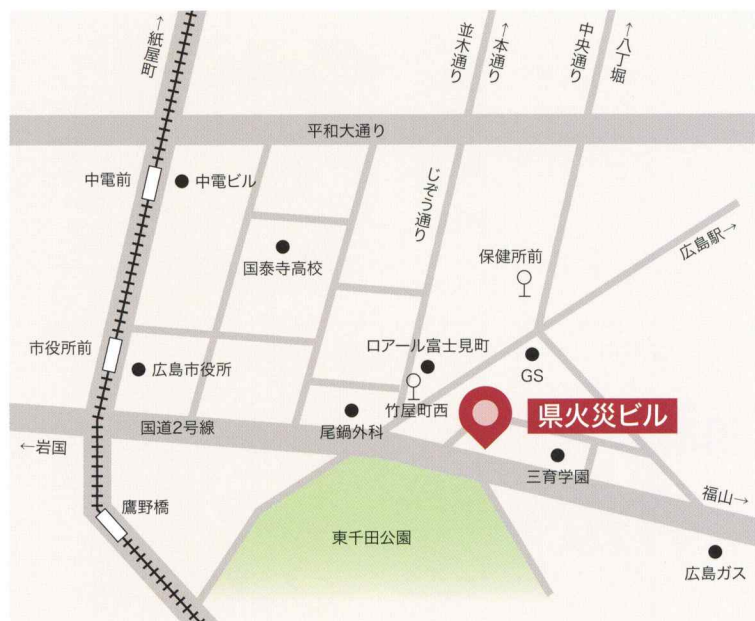 ←紙屋町
並木通り
←本通り
中央通り
←八丁堀
平和大通り
中電前
中電ビル
じぞう通り
国泰寺高校
保健所前
広島駅→
市役所前
広島市役所
ロアール富士見町
GS
竹屋町西
県火災ビル
国道2号線
尾鍋外科
←岩国
三育学園
福山→
鷹野橋
東千田公園
広島ガス